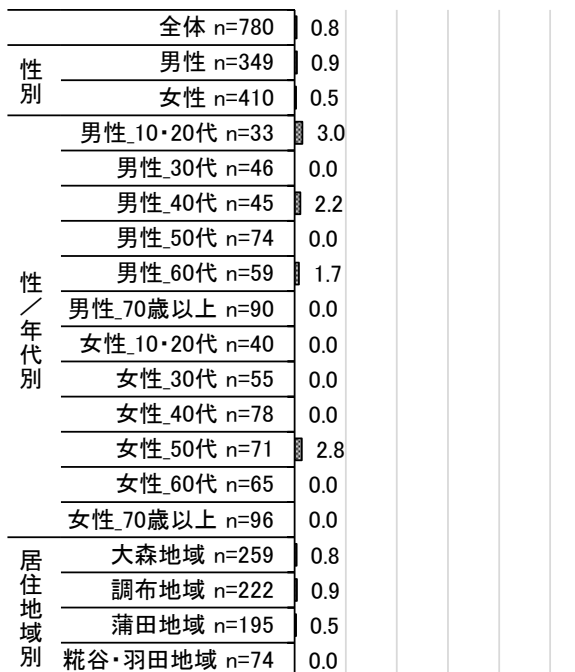 全体 n=780 0.8
性別
男性 n=349 0.9
女性 n=410 0.5
性／年代別
男性_10・20代 n=33 3.0
男性_30代 n=46 0.0
男性_40代 n=45 2.2
男性_50代 n=74 0.0
男性_60代 n=59 1.7
男性_70歳以上 n=90 0.0
女性_10・20代 n=40 0.0
女性_30代 n=55 0.0
女性_40代 n=78 0.0
女性_50代 n=71 2.8
女性_60代 n=65 0.0
女性_70歳以上 n=96 0.0
居住地域別
大森地域 n=259 0.8
調布地域 n=222 0.9
蒲田地域 n=195 0.5
糀谷・羽田地域 n=74 0.0